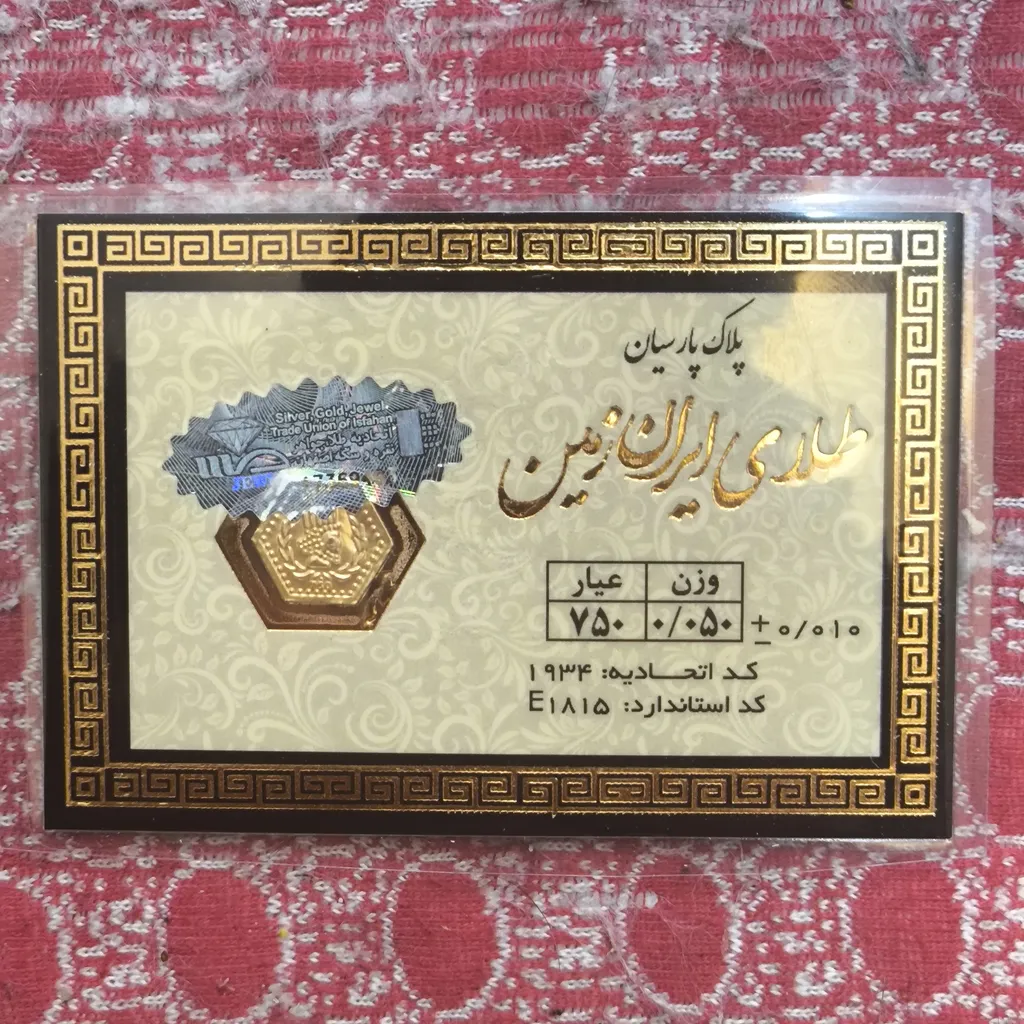 پلاک پارسیان
طلای ایران زمین
Silver, Gold, Jewel
Trade Union of Isfahan
وزن عیار
۰/۰۵۰ ۷۵۰
± ۰/۰۱۰
کد اتحادیه: ۱۹۳۴
کد استاندارد: E۱۸۱۵